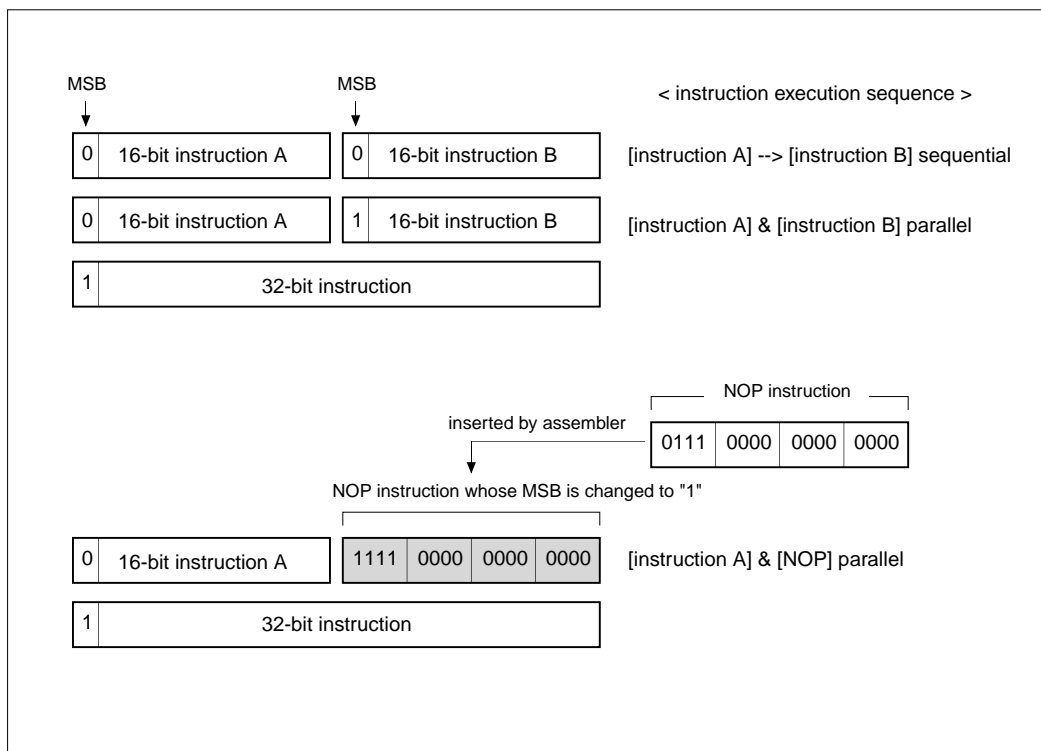 MSB MSB < instruction execution sequence >
0 16-bit instruction A 0 16-bit instruction B [instruction A] --> [instruction B] sequential
0 16-bit instruction A 1 16-bit instruction B [instruction A] & [instruction B] parallel
1 32-bit instruction
NOP instruction
inserted by assembler
0111 0000 0000 0000
NOP instruction whose MSB is changed to "1"
0 16-bit instruction A 1111 0000 0000 0000 [instruction A] & [NOP] parallel
1 32-bit instruction